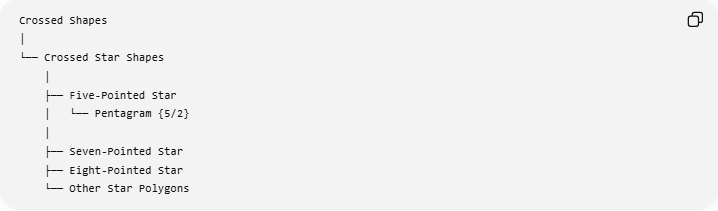 Crossed Shapes
│
└── Crossed Star Shapes
    │
    ├── Five-Pointed Star
    │   └── Pentagram {5/2}
    │
    ├── Seven-Pointed Star
    ├── Eight-Pointed Star
    └── Other Star Polygons